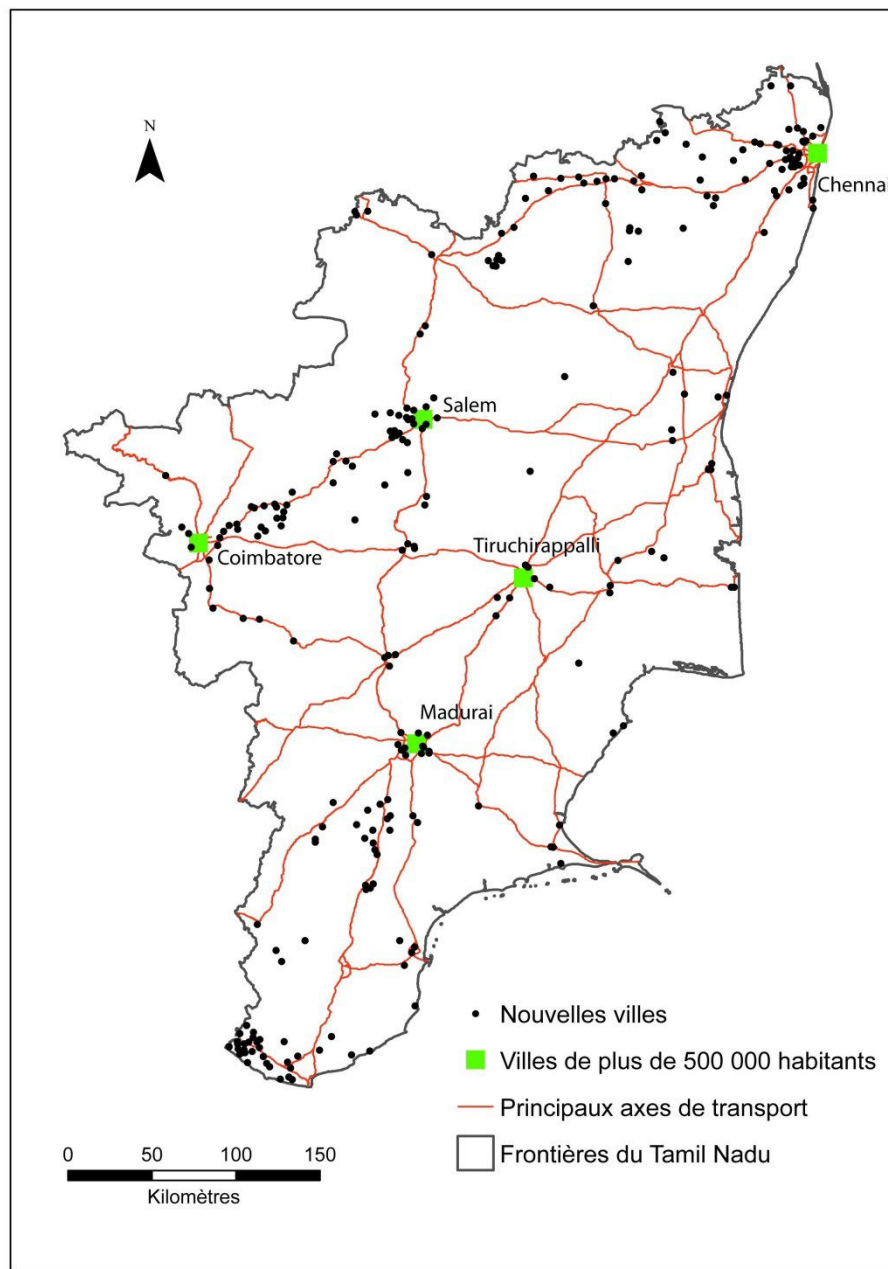 N
Chennai
Salem
Coimbatore
Tiruchirappalli
Madurai
Nouvelles villes
Villes de plus de 500 000 habitants
Principaux axes de transport
Frontières du Tamil Nadu
0 50 100 150
Kilomètres